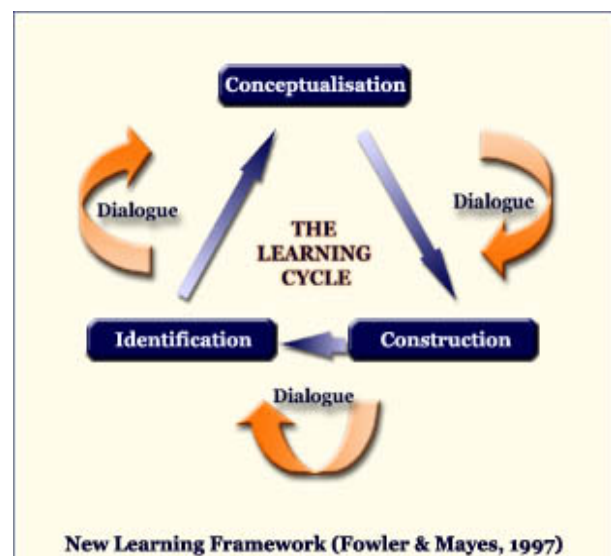 Conceptualisation
Dialogue
Dialogue
THE
LEARNING
CYCLE
Identification
Construction
Dialogue
New Learning Framework (Fowler & Mayes, 1997)